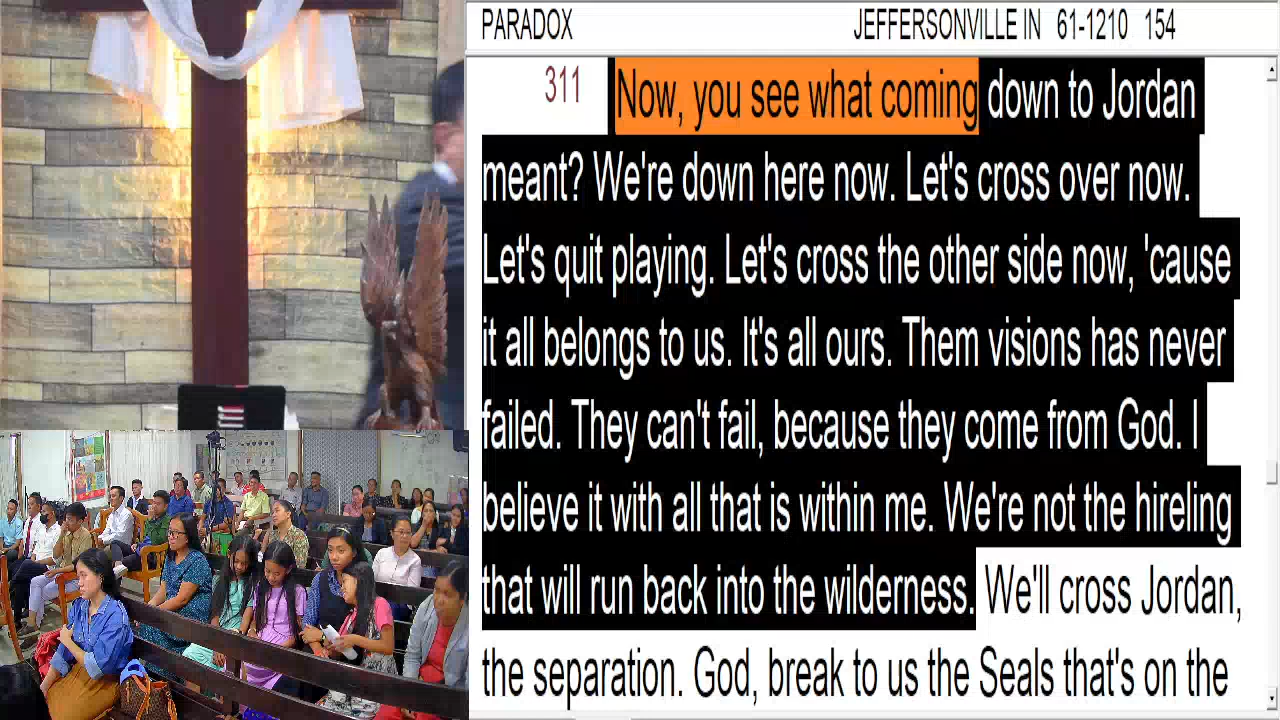 PARADOX JEFFERSONVILLE IN 61-1210 154
311 Now, you see what coming down to Jordan
meant? We're down here now. Let's cross over now.
Let's quit playing. Let's cross the other side now, 'cause
it all belongs to us. It's all ours. Them visions has never
failed. They can't fail, because they come from God. I
believe it with all that is within me. We're not the hireling
that will run back into the wilderness. We'll cross Jordan,
the separation. God, break to us the Seals that's on the